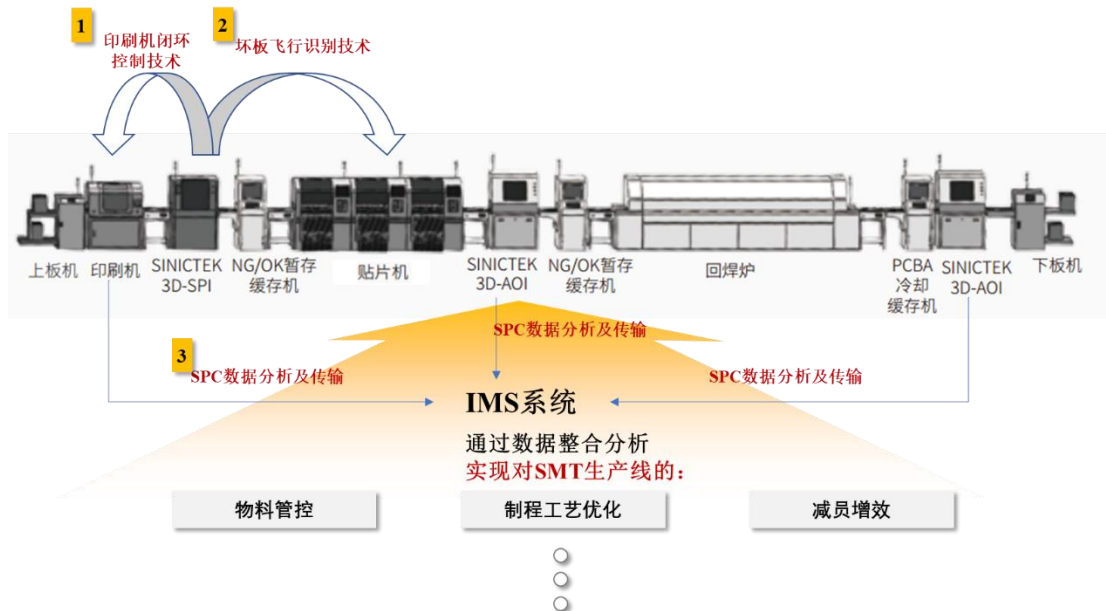 1
印刷机闭环
控制技术
2
坏板飞行识别技术
上板机
印刷机
SINICTEK
3D-SPI
NG/OK暂存
缓存机
贴片机
SINICTEK
3D-AOI
NG/OK暂存
缓存机
回焊炉
PCBA
冷却
缓存机
SINICTEK
3D-AOI
下板机
SPC数据分析及传输
3
SPC数据分析及传输
SPC数据分析及传输
IMS系统
通过数据整合分析
实现对SMT生产线的：
物料管控
制程工艺优化
减员增效